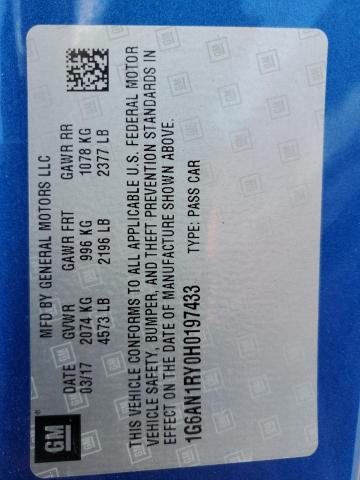 GM
MFD BY GENERAL MOTORS LLC
DATE GVWR GAWR FRT GAWR RR
03/17 2074 KG 996 KG 1078 KG
4573 LB 2196 LB 2377 LB
THIS VEHICLE CONFORMS TO ALL APPLICABLE U.S. FEDERAL MOTOR
VEHICLE SAFETY, BUMPER, AND THEFT PREVENTION STANDARDS IN
EFFECT ON THE DATE OF MANUFACTURE SHOWN ABOVE.
1G6AN1RY0H0197433 TYPE: PASS CAR